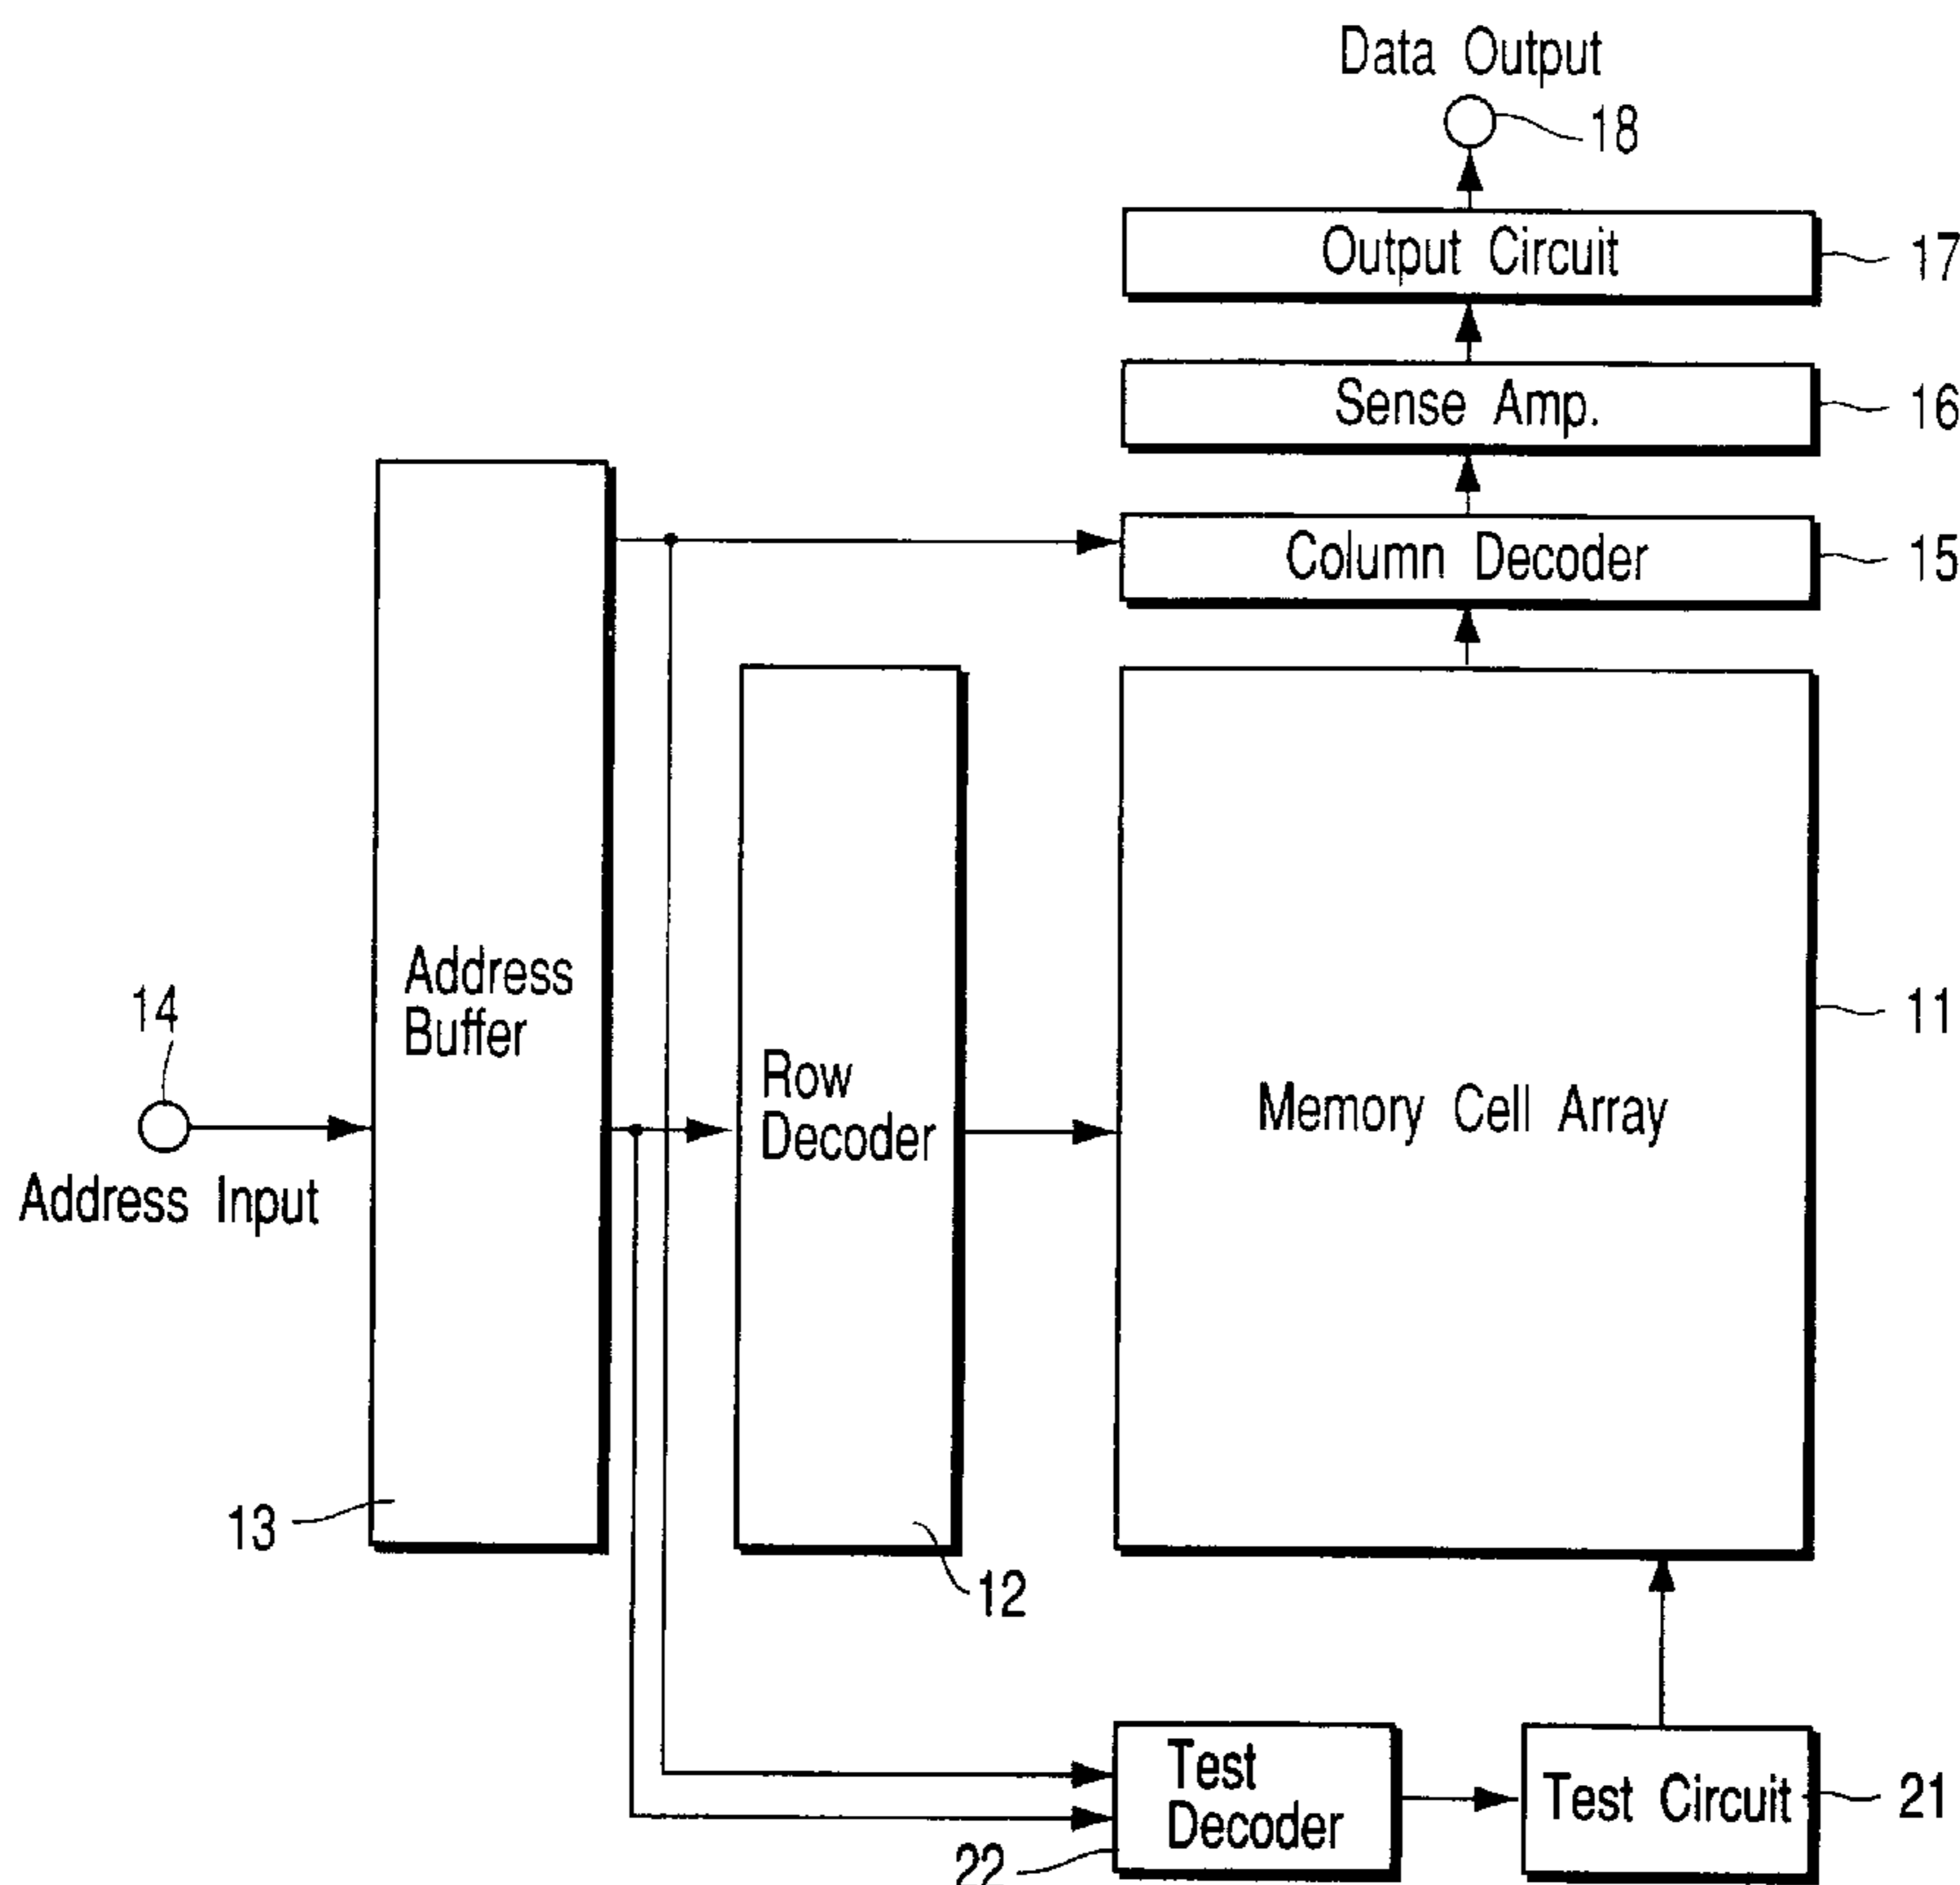 Data Output
18
Output Circuit
17
Sense Amp.
16
Column Decoder
15
Address
Buffer
14
Address Input
Row
Decoder
Memory Cell Array
11
13
12
Test
Decoder
22
Test Circuit
21